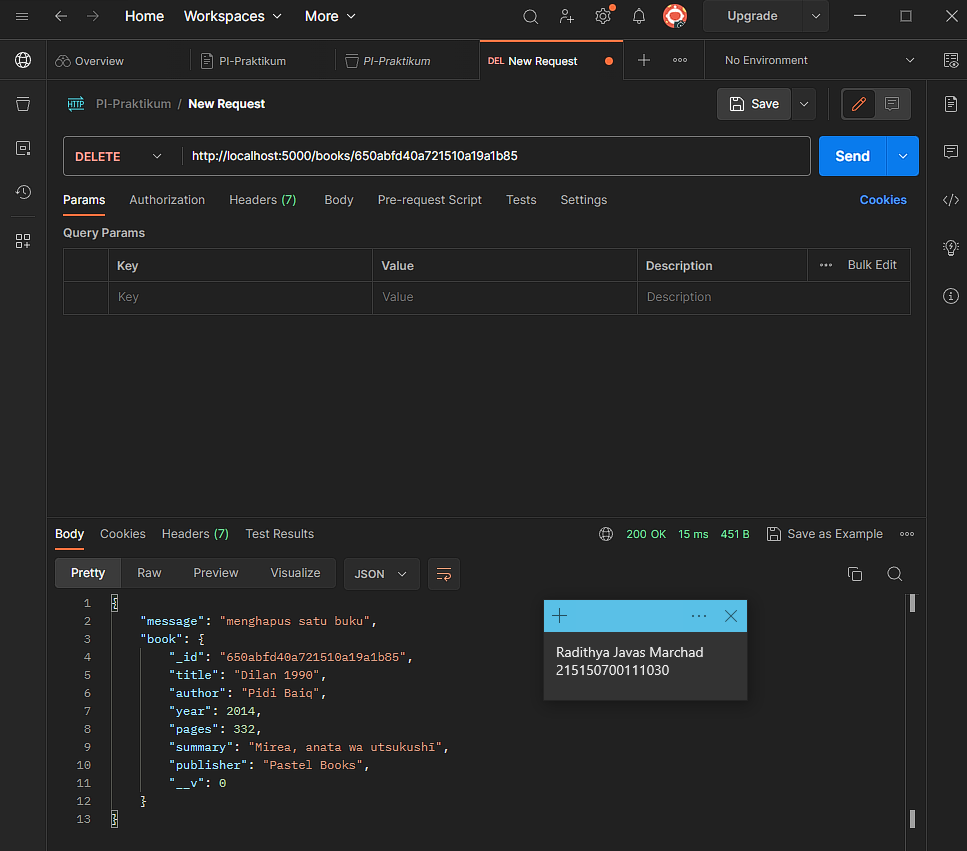 Home Workspaces More Upgrade
Overview PI-Praktikum PI-Praktikum DEL New Request No Environment
HTTP PI-Praktikum / New Request Save
DELETE http://localhost:5000/books/650abfd40a721510a19a1b85 Send
Params Authorization Headers (7) Body Pre-request Script Tests Settings Cookies
Query Params
Key Value Description Bulk Edit
Key Value Description
Body Cookies Headers (7) Test Results 200 OK 15 ms 451 B Save as Example
Pretty Raw Preview Visualize JSON
1 {
2 "message": "menghapus satu buku",
3 "book": {
4 "_id": "650abfd40a721510a19a1b85",
5 "title": "Dilan 1990",
6 "author": "Pidi Baiq",
7 "year": 2014,
8 "pages": 332,
9 "summary": "Mirea, anata wa utsukushī",
10 "publisher": "Pastel Books",
11 "__v": 0
12 }
13 }
Radithya Javas Marchad
215150700111030